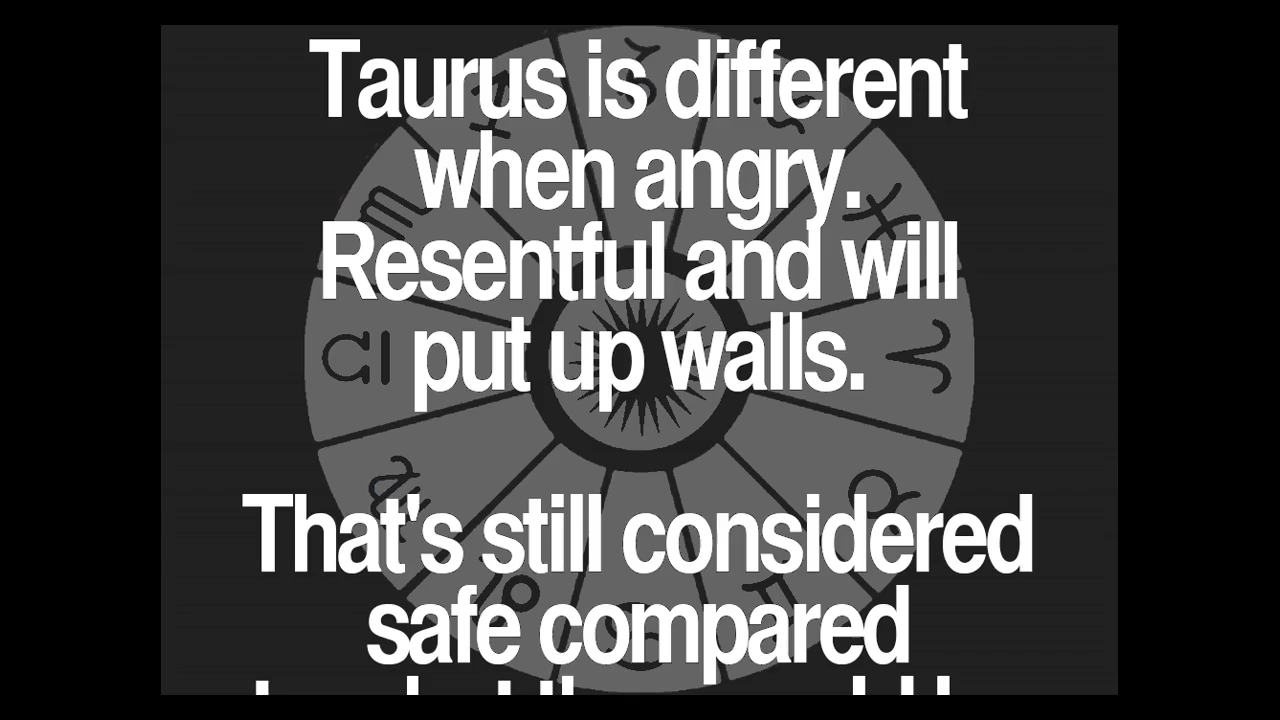 Taurus is different
when angry.
Resentful and will
put up walls.
That's still considered
safe compared